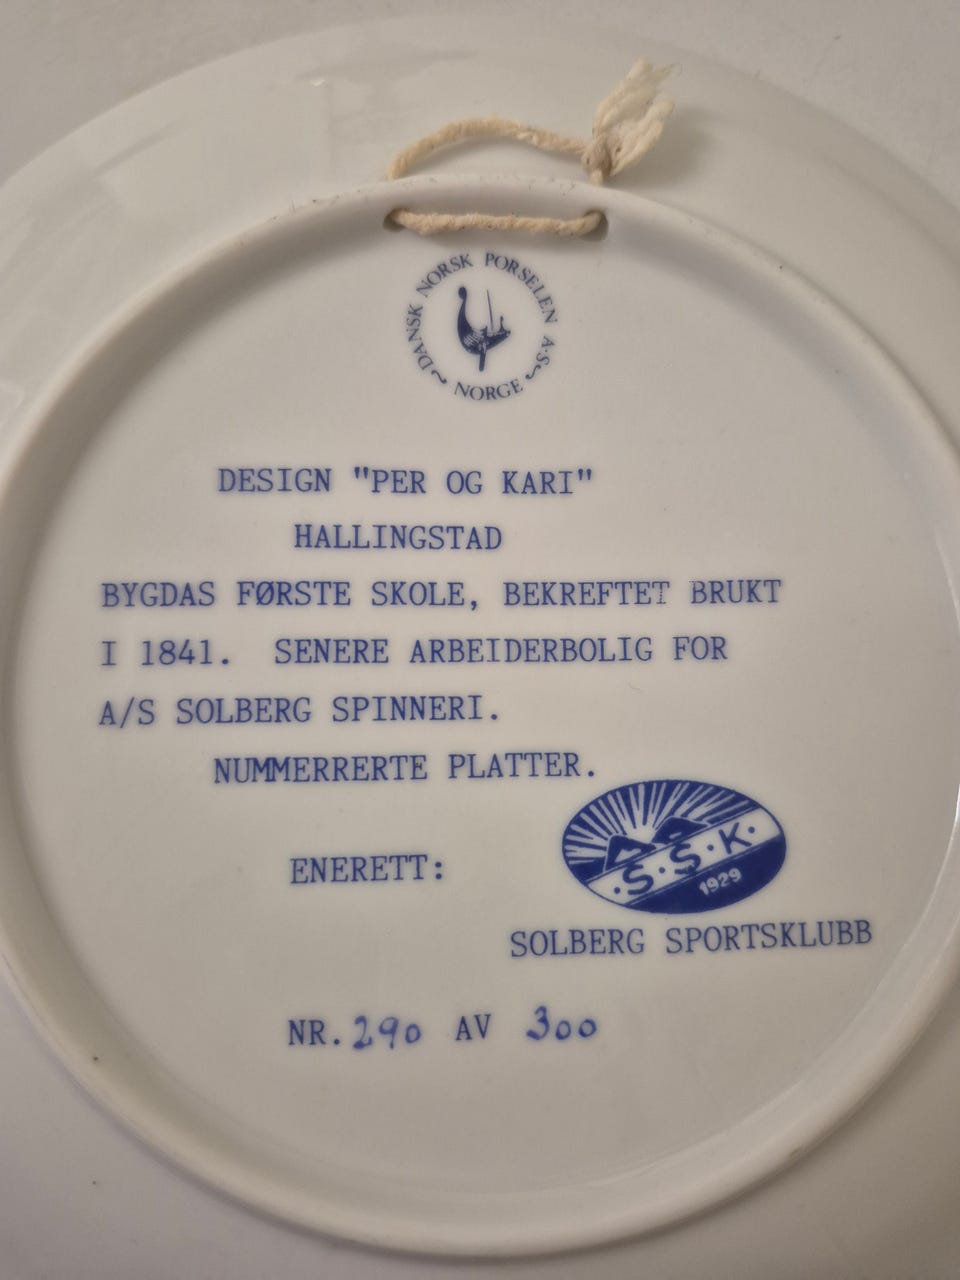 DANSK NORSK PORSELEN A·S
NORGE
DESIGN "PER OG KARI"
HALLINGSTAD
BYGDAS FØRSTE SKOLE, BEKREFTET BRUKT
I 1841. SENERE ARBEIDERBOLIG FOR
A/S SOLBERG SPINNERI.
NUMMERRERTE PLATTER.
ENERETT:
·S·S·K·
1929
SOLBERG SPORTSKLUBB
NR. 290 AV 300